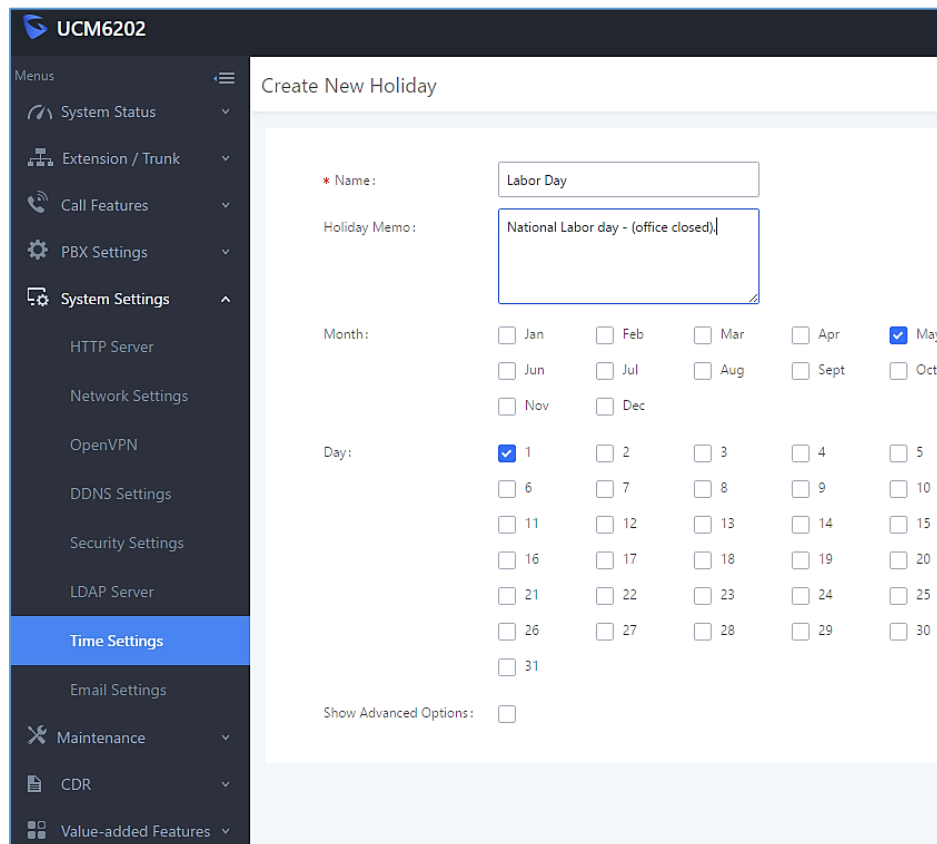 UCM6202
Menus
System Status
Extension / Trunk
Call Features
PBX Settings
System Settings
HTTP Server
Network Settings
OpenVPN
DDNS Settings
Security Settings
LDAP Server
Time Settings
Email Settings
Maintenance
CDR
Value-added Features
Create New Holiday
* Name: Labor Day
Holiday Memo: National Labor day - (office closed).
Month: Jan Feb Mar Apr May
Jun Jul Aug Sept Oct
Nov Dec
Day: 1 2 3 4 5
6 7 8 9 10
11 12 13 14 15
16 17 18 19 20
21 22 23 24 25
26 27 28 29 30
31
Show Advanced Options: